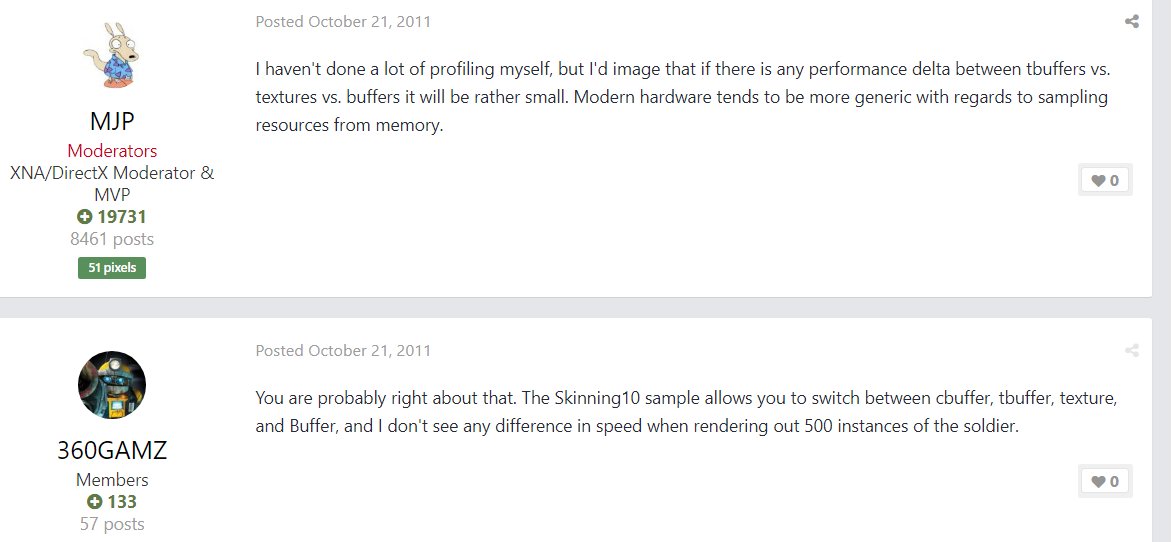 Posted October 21, 2011
I haven't done a lot of profiling myself, but I'd image that if there is any performance delta between tbuffers vs.
textures vs. buffers it will be rather small. Modern hardware tends to be more generic with regards to sampling
resources from memory.
MJP
Moderators
XNA/DirectX Moderator &
MVP
19731
8461 posts
51 pixels
0
Posted October 21, 2011
You are probably right about that. The Skinning10 sample allows you to switch between cbuffer, tbuffer, texture,
and Buffer, and I don't see any difference in speed when rendering out 500 instances of the soldier.
360GAMZ
Members
133
57 posts
0